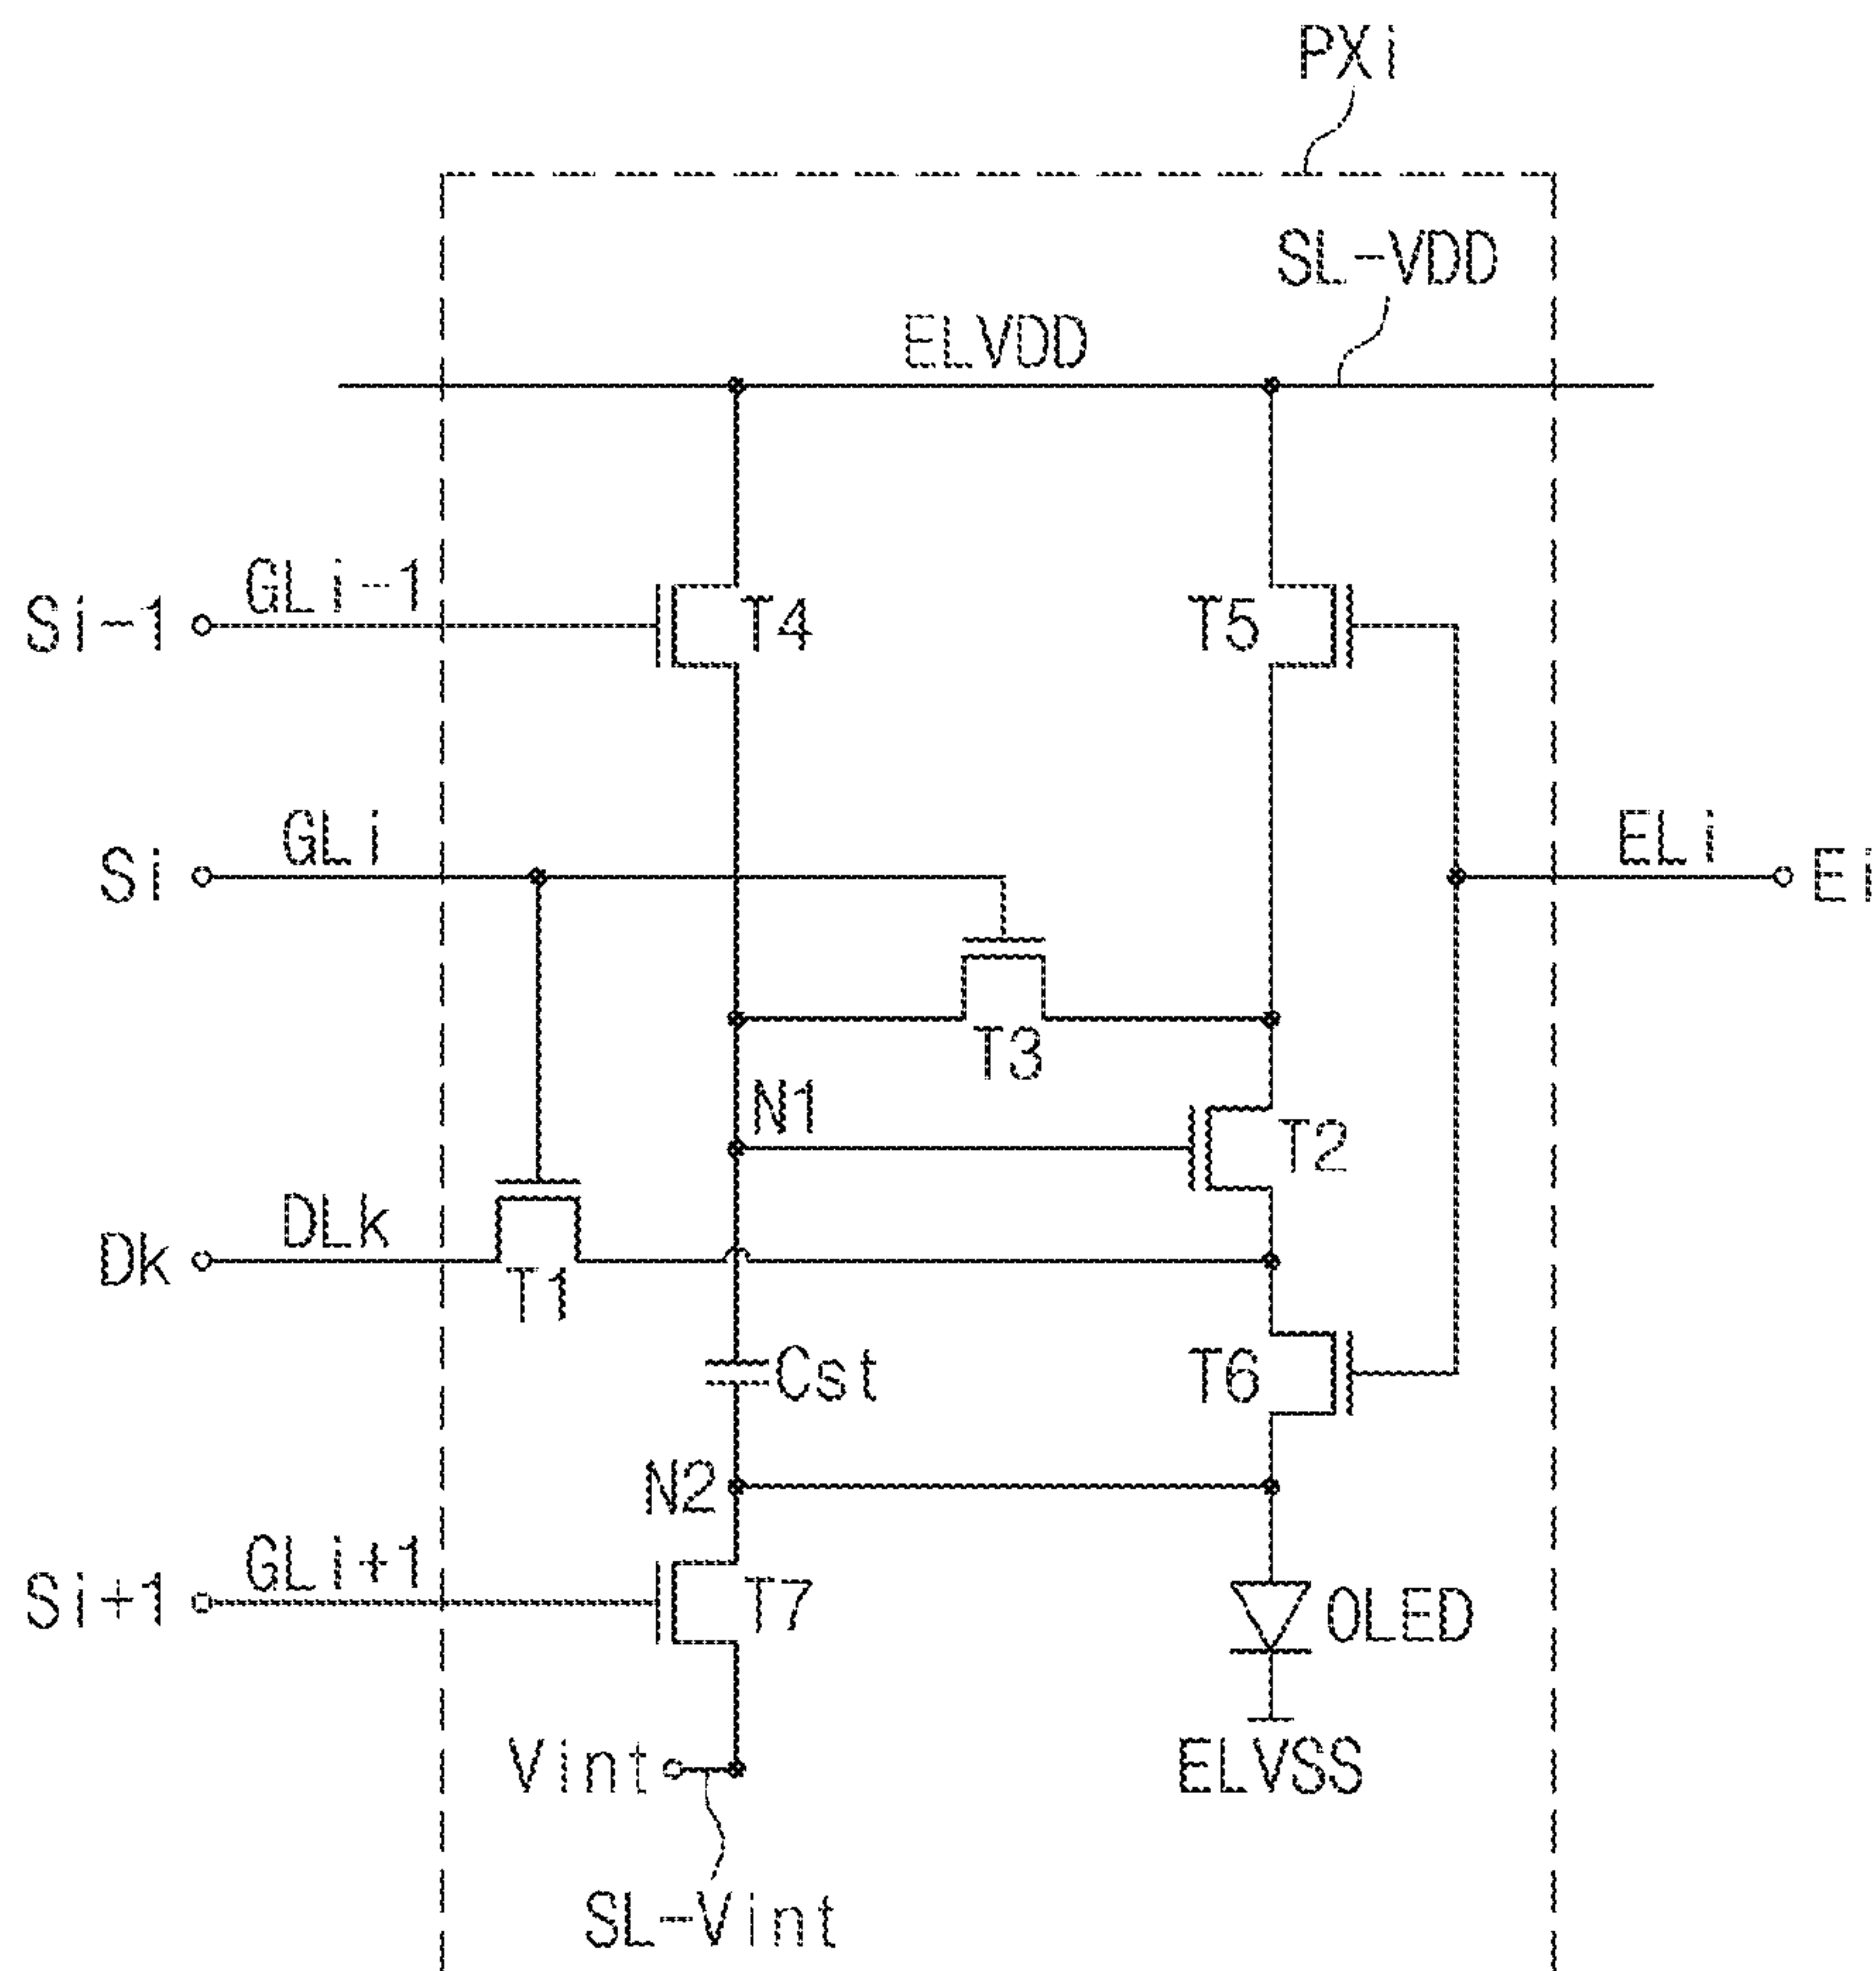 PXi
SL-VDD
ELVDD
GLi-1
Si-1
T4
T5
GLi
ELi
Si
Ei
T3
N1
T2
DLk
Dk
T1
T6
Cst
N2
GLi+1
Si+1
T7
OLED
Vint
ELVSS
SL-Vint